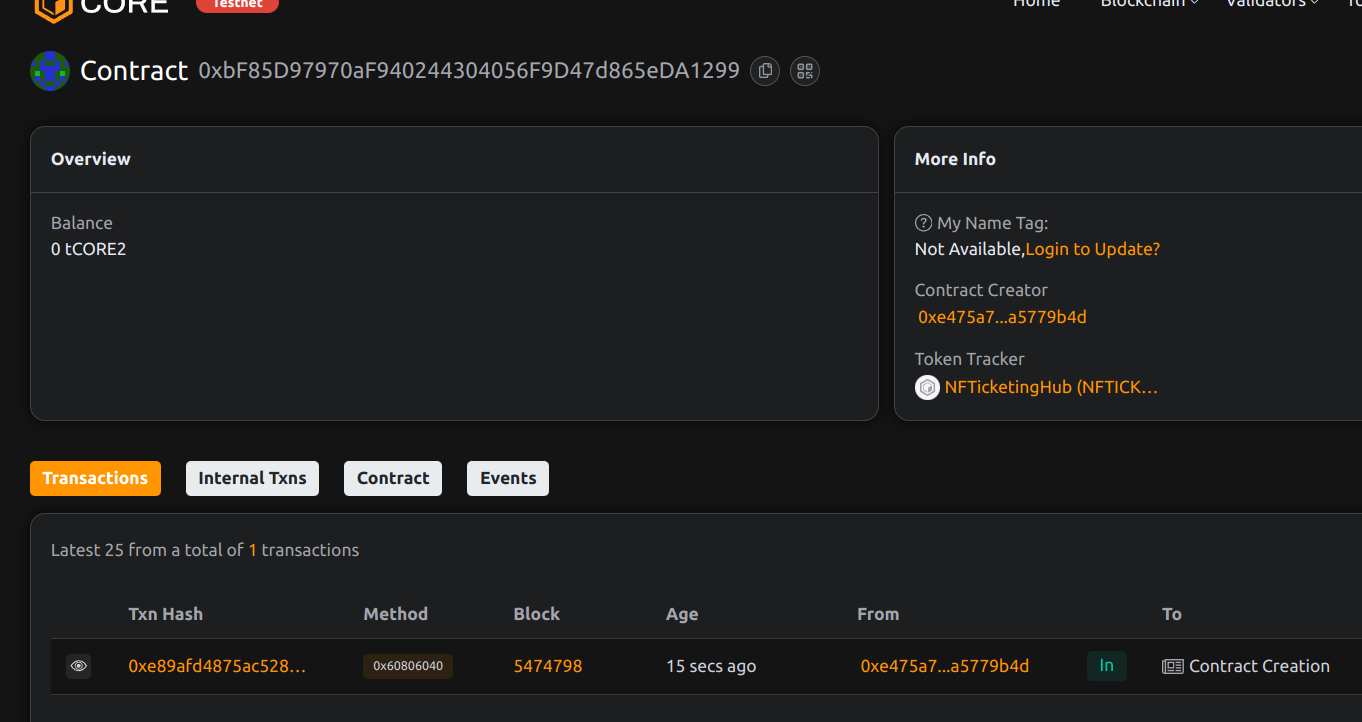 CORE Testnet Home Blockchain Validators
Contract 0xbF85D97970aF940244304056F9D47d865eDA1299
Overview
Balance
0 tCORE2
More Info
My Name Tag:
Not Available,Login to Update?
Contract Creator
0xe475a7...a5779b4d
Token Tracker
NFTicketingHub (NFTICK...
Transactions Internal Txns Contract Events
Latest 25 from a total of 1 transactions
Txn Hash Method Block Age From To
0xe89afd4875ac528... 0x60806040 5474798 15 secs ago 0xe475a7...a5779b4d In Contract Creation